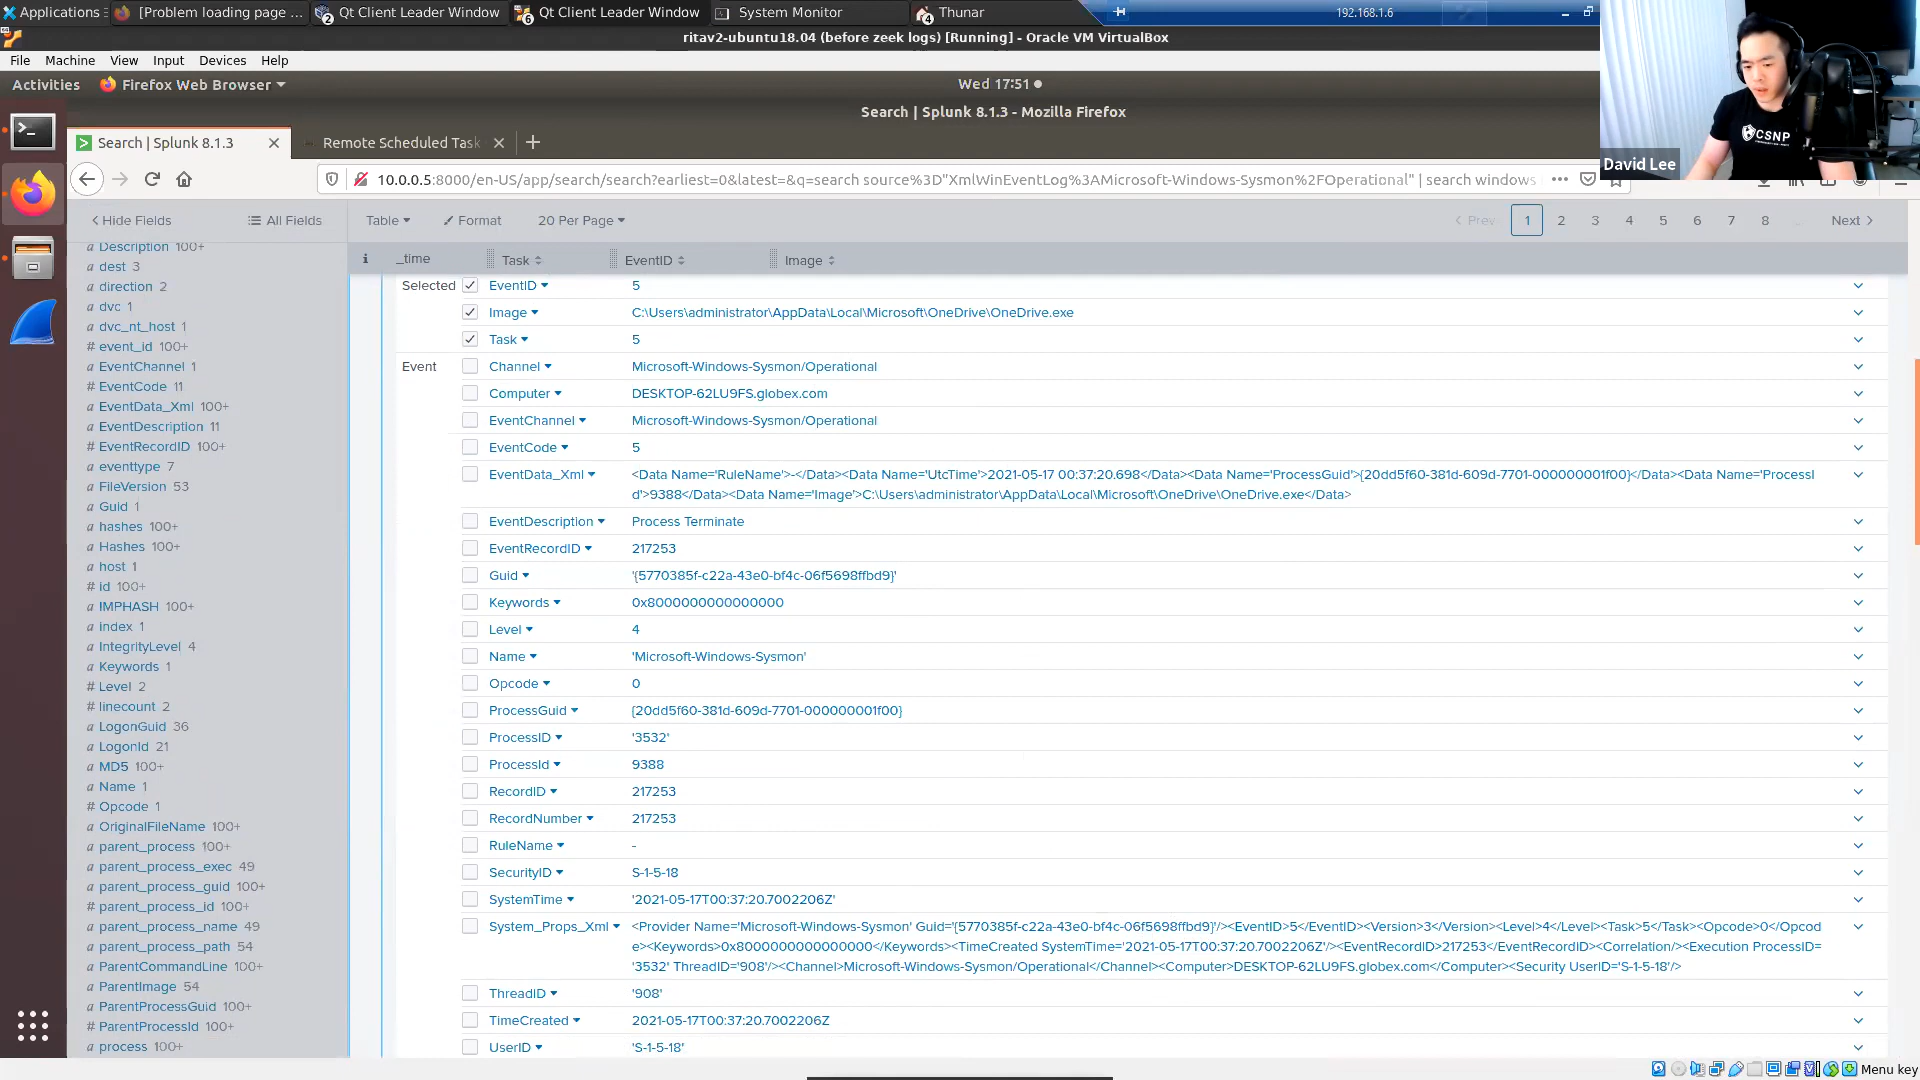 Applications
[Problem loading page ...
Qt Client Leader Window
Qt Client Leader Window
System Monitor
Thunar
192.168.1.6
ritav2-ubuntu18.04 (before zeek logs) [Running] - Oracle VM VirtualBox
File Machine View Input Devices Help
Activities Firefox Web Browser Wed 17:51
Search | Splunk 8.1.3 - Mozilla Firefox
Search | Splunk 8.1.3
Remote Scheduled Task
CSNP
David Lee
10.0.0.5:8000/en-US/app/search/search?earliest=0&latest=&q=search source%3D"XmlWinEventLog%3AMicrosoft-Windows-Sysmon%2FOperational" | search windows
Hide Fields All Fields
Table Format 20 Per Page
Prev 1 2 3 4 5 6 7 8 ... Next
i _time Task EventID Image
a Description 100+
a dest 3
a direction 2
a dvc 1
a dvc_nt_host 1
# event_id 100+
a EventChannel 1
# EventCode 11
a EventData_Xml 100+
a EventDescription 11
# EventRecordID 100+
a eventtype 7
a FileVersion 53
a Guid 1
a hashes 100+
a Hashes 100+
a host 1
# id 100+
a IMPHASH 100+
a index 1
a IntegrityLevel 4
a Keywords 1
# Level 2
# linecount 2
a LogonGuid 36
a LogonId 21
a MD5 100+
a Name 1
# Opcode 1
a OriginalFileName 100+
a parent_process 100+
a parent_process_exec 49
a parent_process_guid 100+
# parent_process_id 100+
a parent_process_name 49
a parent_process_path 54
a ParentCommandLine 100+
a ParentImage 54
a ParentProcessGuid 100+
# ParentProcessId 100+
a process 100+
Selected EventID 5
Image C:\Users\administrator\AppData\Local\Microsoft\OneDrive\OneDrive.exe
Task 5
Event Channel Microsoft-Windows-Sysmon/Operational
Computer DESKTOP-62LU9FS.globex.com
EventChannel Microsoft-Windows-Sysmon/Operational
EventCode 5
EventData_Xml <Data Name='RuleName'>-</Data><Data Name='UtcTime'>2021-05-17 00:37:20.698</Data><Data Name='ProcessGuid'>{20dd5f60-381d-609d-7701-000000001f00}</Data><Data Name='ProcessI
d'>9388</Data><Data Name='Image'>C:\Users\administrator\AppData\Local\Microsoft\OneDrive\OneDrive.exe</Data>
EventDescription Process Terminate
EventRecordID 217253
Guid '{5770385f-c22a-43e0-bf4c-06f5698ffbd9}'
Keywords 0x8000000000000000
Level 4
Name 'Microsoft-Windows-Sysmon'
Opcode 0
ProcessGuid {20dd5f60-381d-609d-7701-000000001f00}
ProcessID '3532'
ProcessId 9388
RecordID 217253
RecordNumber 217253
RuleName -
SecurityID S-1-5-18
SystemTime '2021-05-17T00:37:20.7002206Z'
System_Props_Xml <Provider Name='Microsoft-Windows-Sysmon' Guid='{5770385f-c22a-43e0-bf4c-06f5698ffbd9}'/><EventID>5</EventID><Version>3</Version><Level>4</Level><Task>5</Task><Opcode>0</Opcod
e><Keywords>0x8000000000000000</Keywords><TimeCreated SystemTime='2021-05-17T00:37:20.7002206Z'/><EventRecordID>217253</EventRecordID><Correlation/><Execution ProcessID=
'3532' ThreadID='908'/><Channel>Microsoft-Windows-Sysmon/Operational</Channel><Computer>DESKTOP-62LU9FS.globex.com</Computer><Security UserID='S-1-5-18'/>
ThreadID '908'
TimeCreated 2021-05-17T00:37:20.7002206Z
UserID 'S-1-5-18'
Menu key